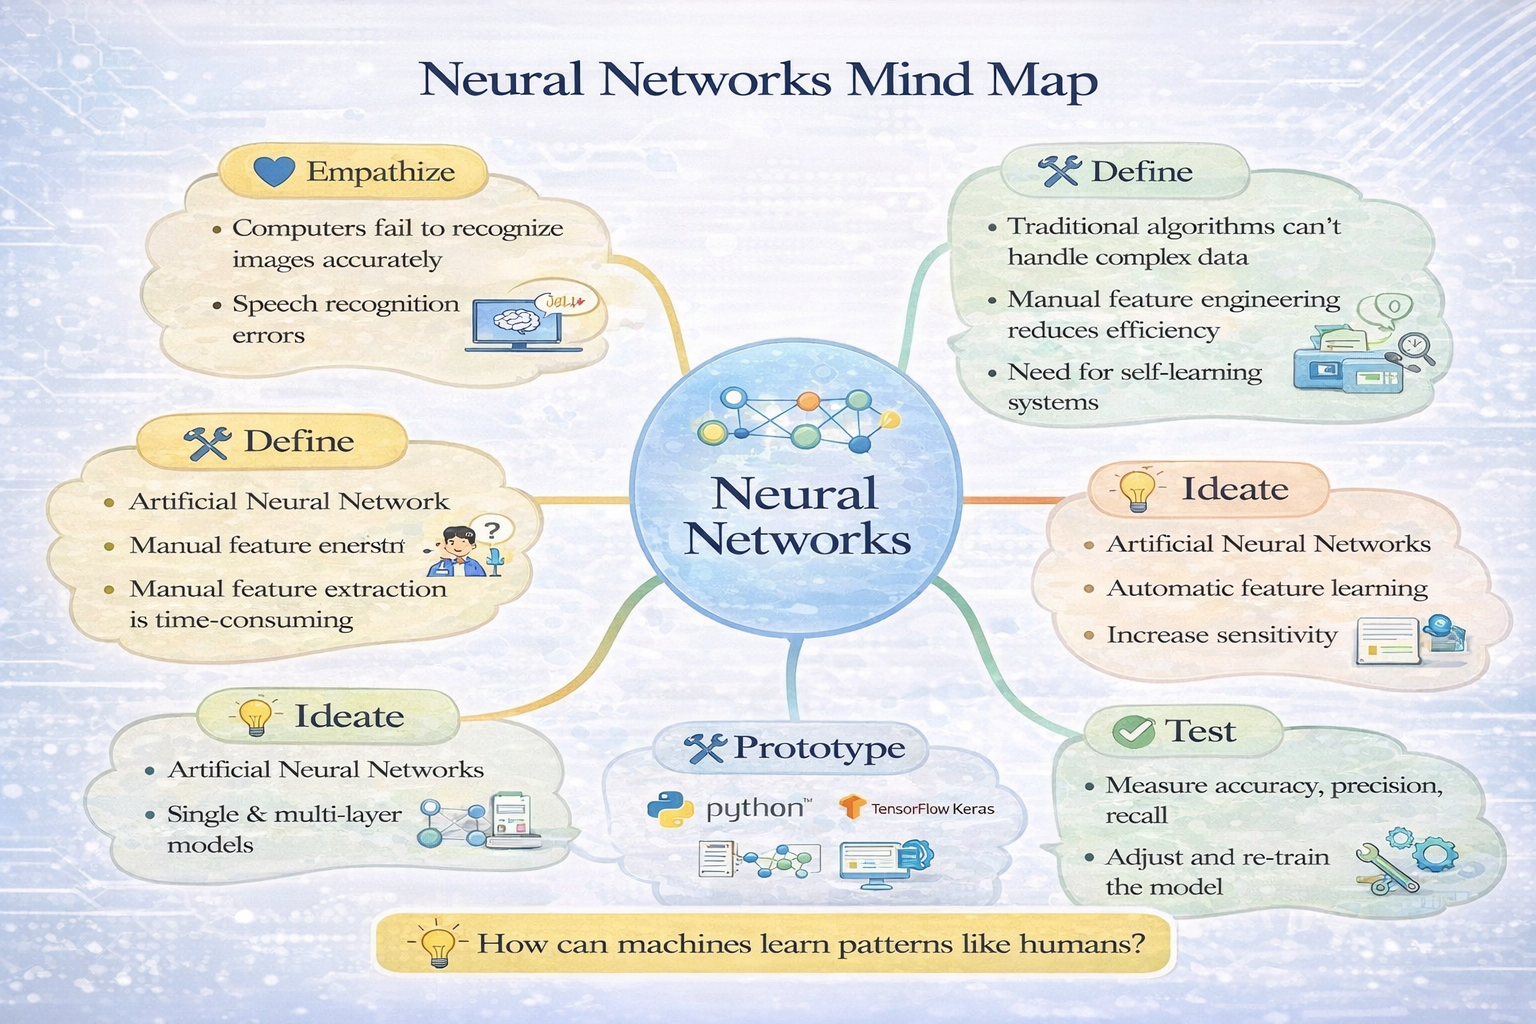 Neural Networks Mind Map
Empathize
• Computers fail to recognize
images accurately
• Speech recognition
errors
Define
• Traditional algorithms can't
handle complex data
• Manual feature engineering
reduces efficiency
• Need for self-learning
systems
Define
• Artificial Neural Network
• Manual feature
• Manual feature extraction
is time-consuming
?
Neural
Networks
Ideate
• Artificial Neural Networks
• Automatic feature learning
• Increase sensitivity
Ideate
• Artificial Neural Networks
• Single & multi-layer
models
Prototype
python™
TensorFlow Keras
Test
• Measure accuracy, precision,
recall
• Adjust and re-train
the model
How can machines learn patterns like humans?